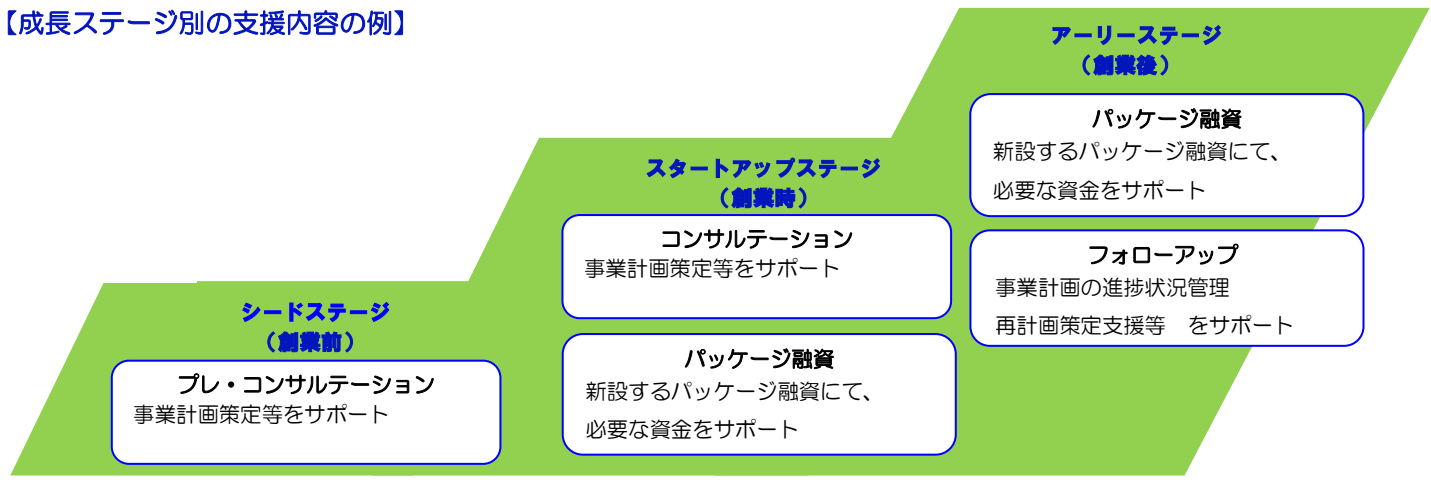 【成長ステージ別の支援内容の例】
シードステージ
（創業前）
プレ・コンサルテーション
事業計画策定等をサポート
スタートアップステージ
（創業時）
コンサルテーション
事業計画策定等をサポート
パッケージ融資
新設するパッケージ融資にて、
必要な資金をサポート
アーリーステージ
（創業後）
パッケージ融資
新設するパッケージ融資にて、
必要な資金をサポート
フォローアップ
事業計画の進捗状況管理
再計画策定支援等　をサポート